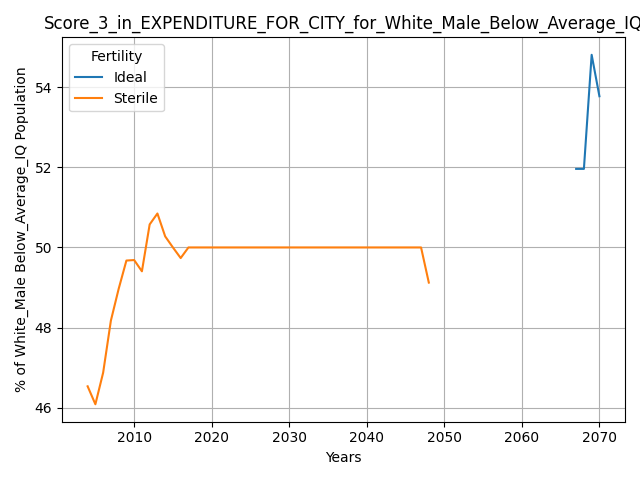 Score_3_in_EXPENDITURE_FOR_CITY_for_White_Male_Below_Average_IQ
Fertility
Ideal
Sterile
% of White_Male Below_Average_IQ Population
54
52
50
48
46
2010 2020 2030 2040 2050 2060 2070
Years